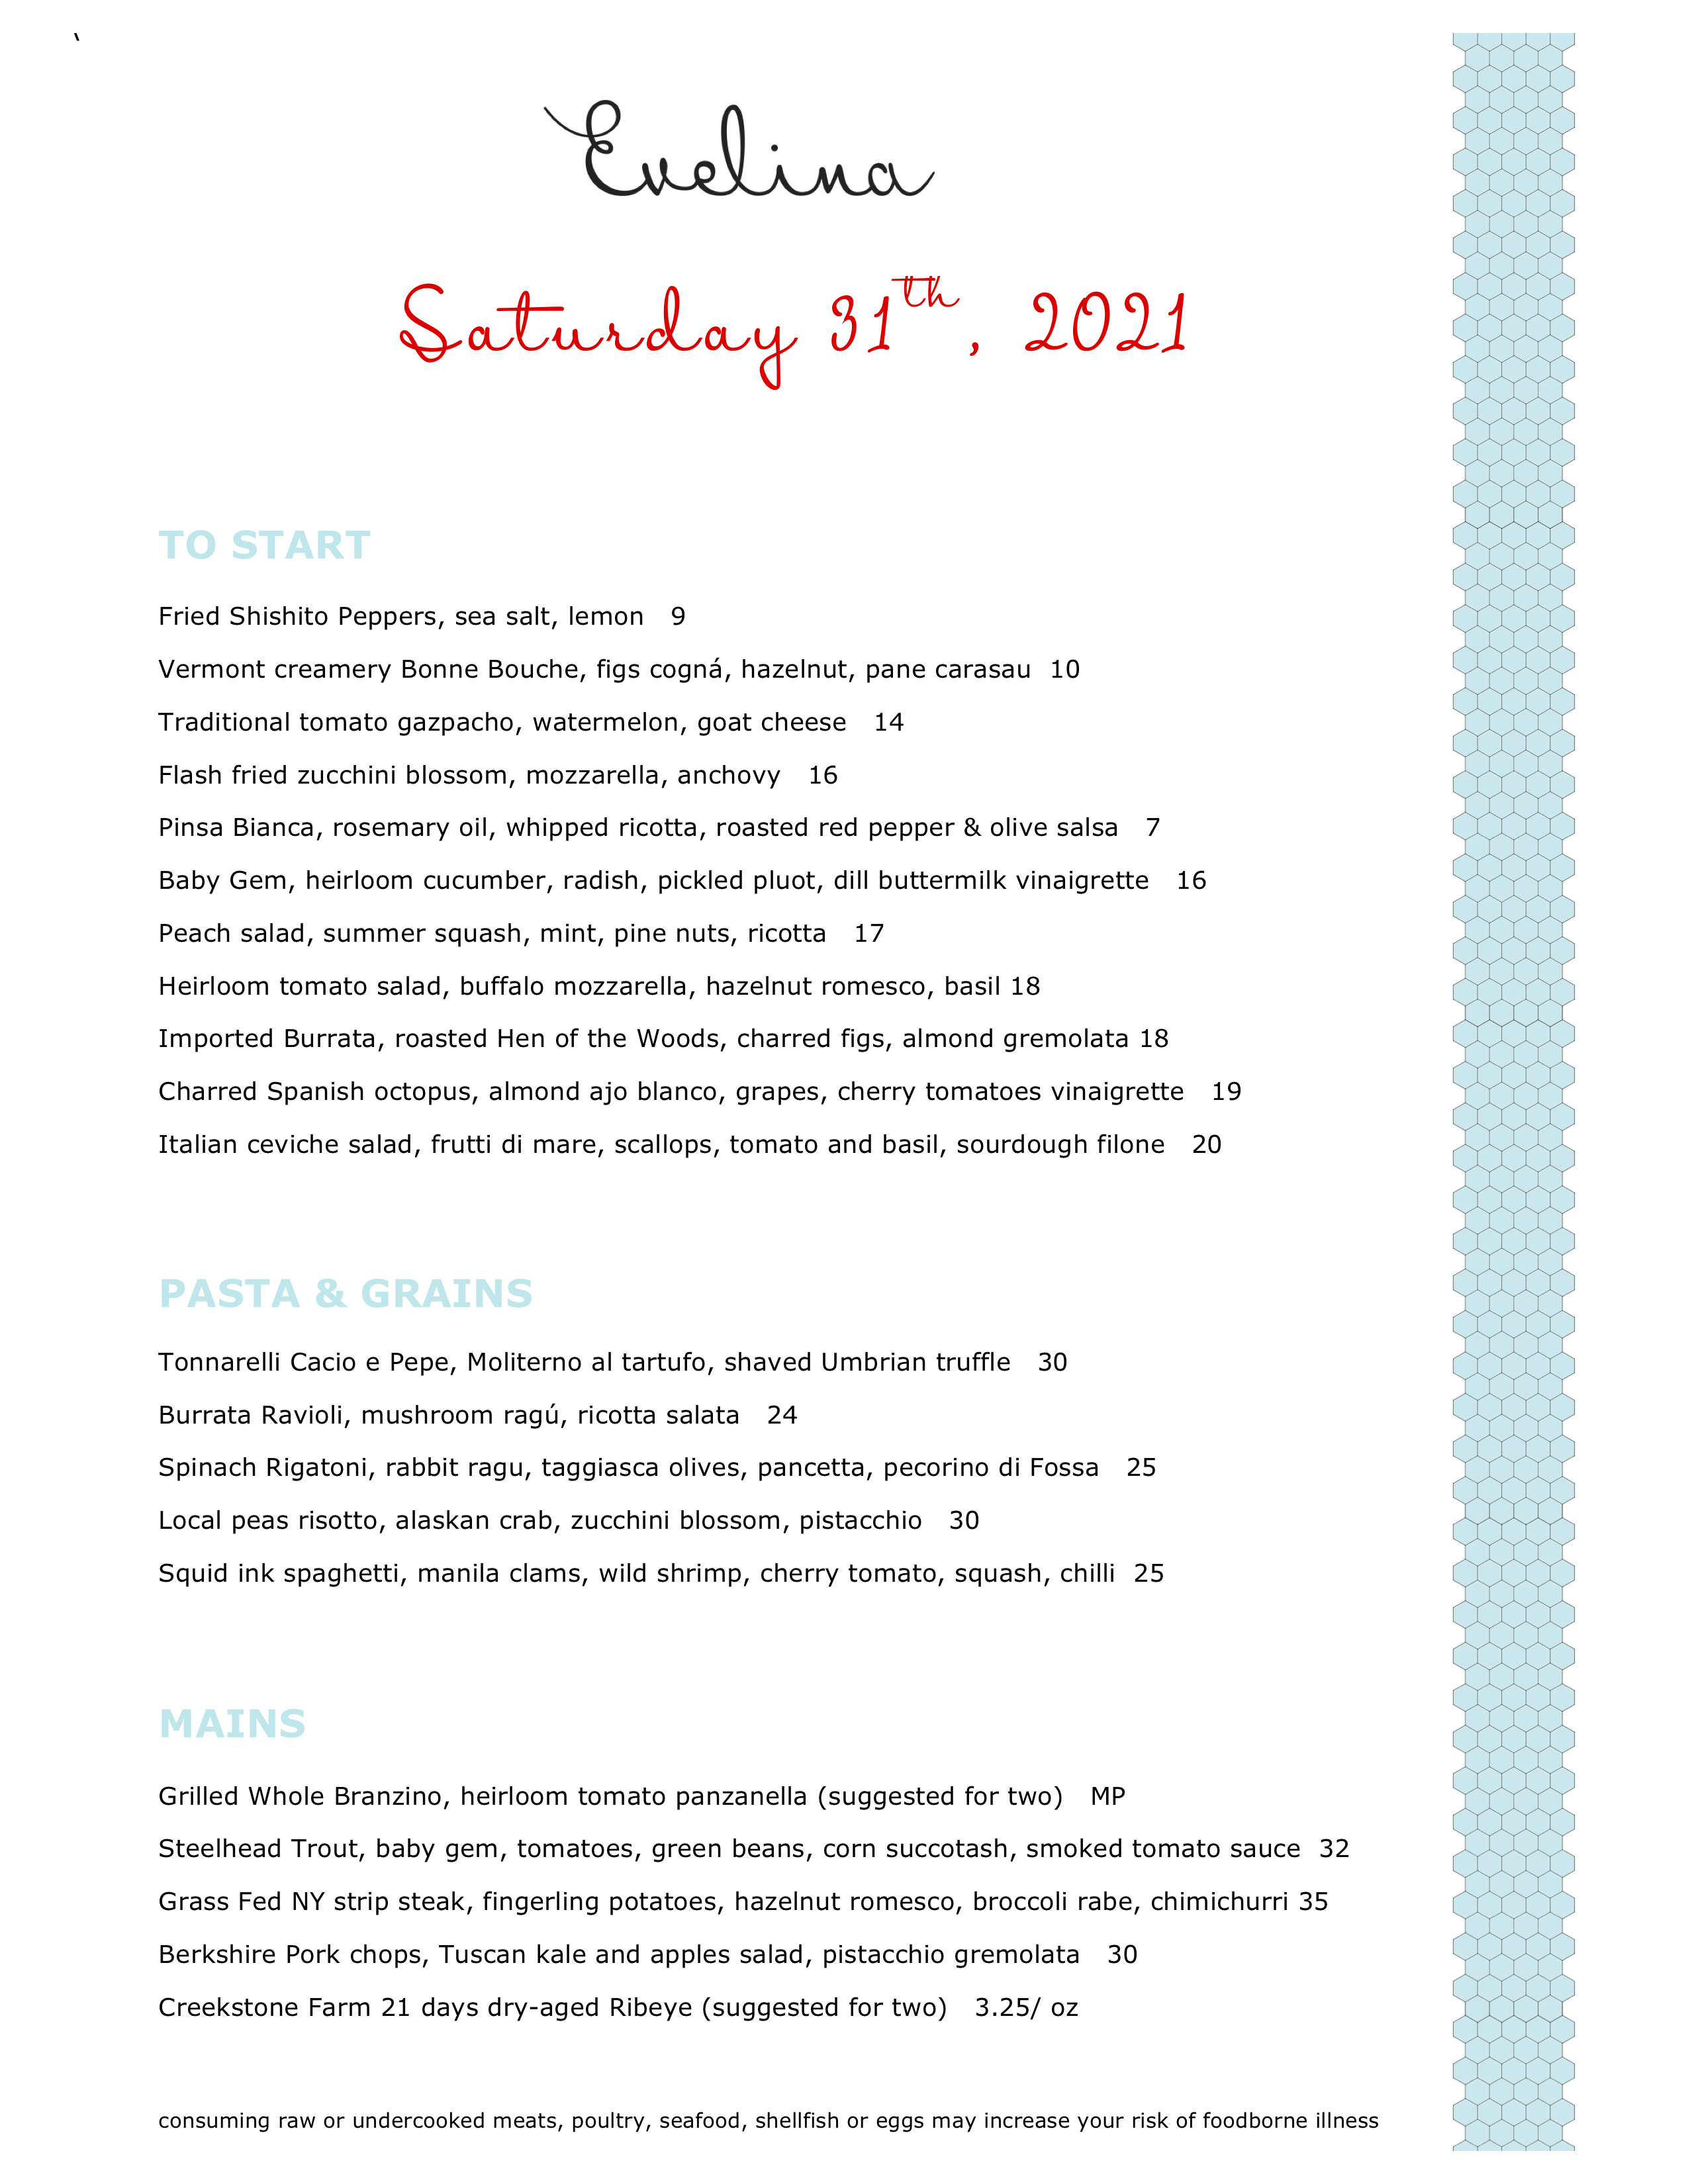 `
Evelina
Saturday 31th, 2021
TO START
Fried Shishito Peppers, sea salt, lemon 9
Vermont creamery Bonne Bouche, figs cogná, hazelnut, pane carasau 10
Traditional tomato gazpacho, watermelon, goat cheese 14
Flash fried zucchini blossom, mozzarella, anchovy 16
Pinsa Bianca, rosemary oil, whipped ricotta, roasted red pepper & olive salsa 7
Baby Gem, heirloom cucumber, radish, pickled pluot, dill buttermilk vinaigrette 16
Peach salad, summer squash, mint, pine nuts, ricotta 17
Heirloom tomato salad, buffalo mozzarella, hazelnut romesco, basil 18
Imported Burrata, roasted Hen of the Woods, charred figs, almond gremolata 18
Charred Spanish octopus, almond ajo blanco, grapes, cherry tomatoes vinaigrette 19
Italian ceviche salad, frutti di mare, scallops, tomato and basil, sourdough filone 20
PASTA & GRAINS
Tonnarelli Cacio e Pepe, Moliterno al tartufo, shaved Umbrian truffle 30
Burrata Ravioli, mushroom ragú, ricotta salata 24
Spinach Rigatoni, rabbit ragu, taggiasca olives, pancetta, pecorino di Fossa 25
Local peas risotto, alaskan crab, zucchini blossom, pistacchio 30
Squid ink spaghetti, manila clams, wild shrimp, cherry tomato, squash, chilli 25
MAINS
Grilled Whole Branzino, heirloom tomato panzanella (suggested for two) MP
Steelhead Trout, baby gem, tomatoes, green beans, corn succotash, smoked tomato sauce 32
Grass Fed NY strip steak, fingerling potatoes, hazelnut romesco, broccoli rabe, chimichurri 35
Berkshire Pork chops, Tuscan kale and apples salad, pistacchio gremolata 30
Creekstone Farm 21 days dry-aged Ribeye (suggested for two) 3.25/ oz
consuming raw or undercooked meats, poultry, seafood, shellfish or eggs may increase your risk of foodborne illness